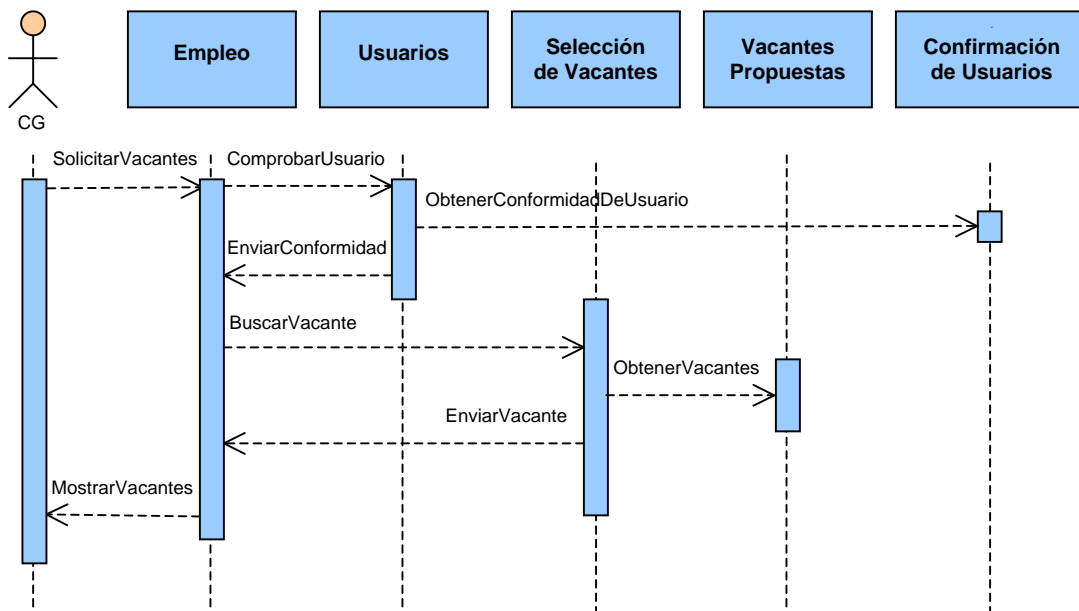 Empleo
Usuarios
Selección
de Vacantes
Vacantes
Propuestas
Confirmación
de Usuarios
CG
SolicitarVacantes
ComprobarUsuario
ObtenerConformidadDeUsuario
EnviarConformidad
BuscarVacante
ObtenerVacantes
EnviarVacante
MostrarVacantes